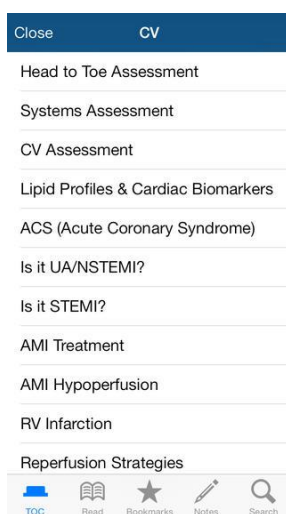 Close CV
Head to Toe Assessment
Systems Assessment
CV Assessment
Lipid Profiles & Cardiac Biomarkers
ACS (Acute Coronary Syndrome)
Is it UA/NSTEMI?
Is it STEMI?
AMI Treatment
AMI Hypoperfusion
RV Infarction
Reperfusion Strategies
TOC Read Bookmarks Notes Search